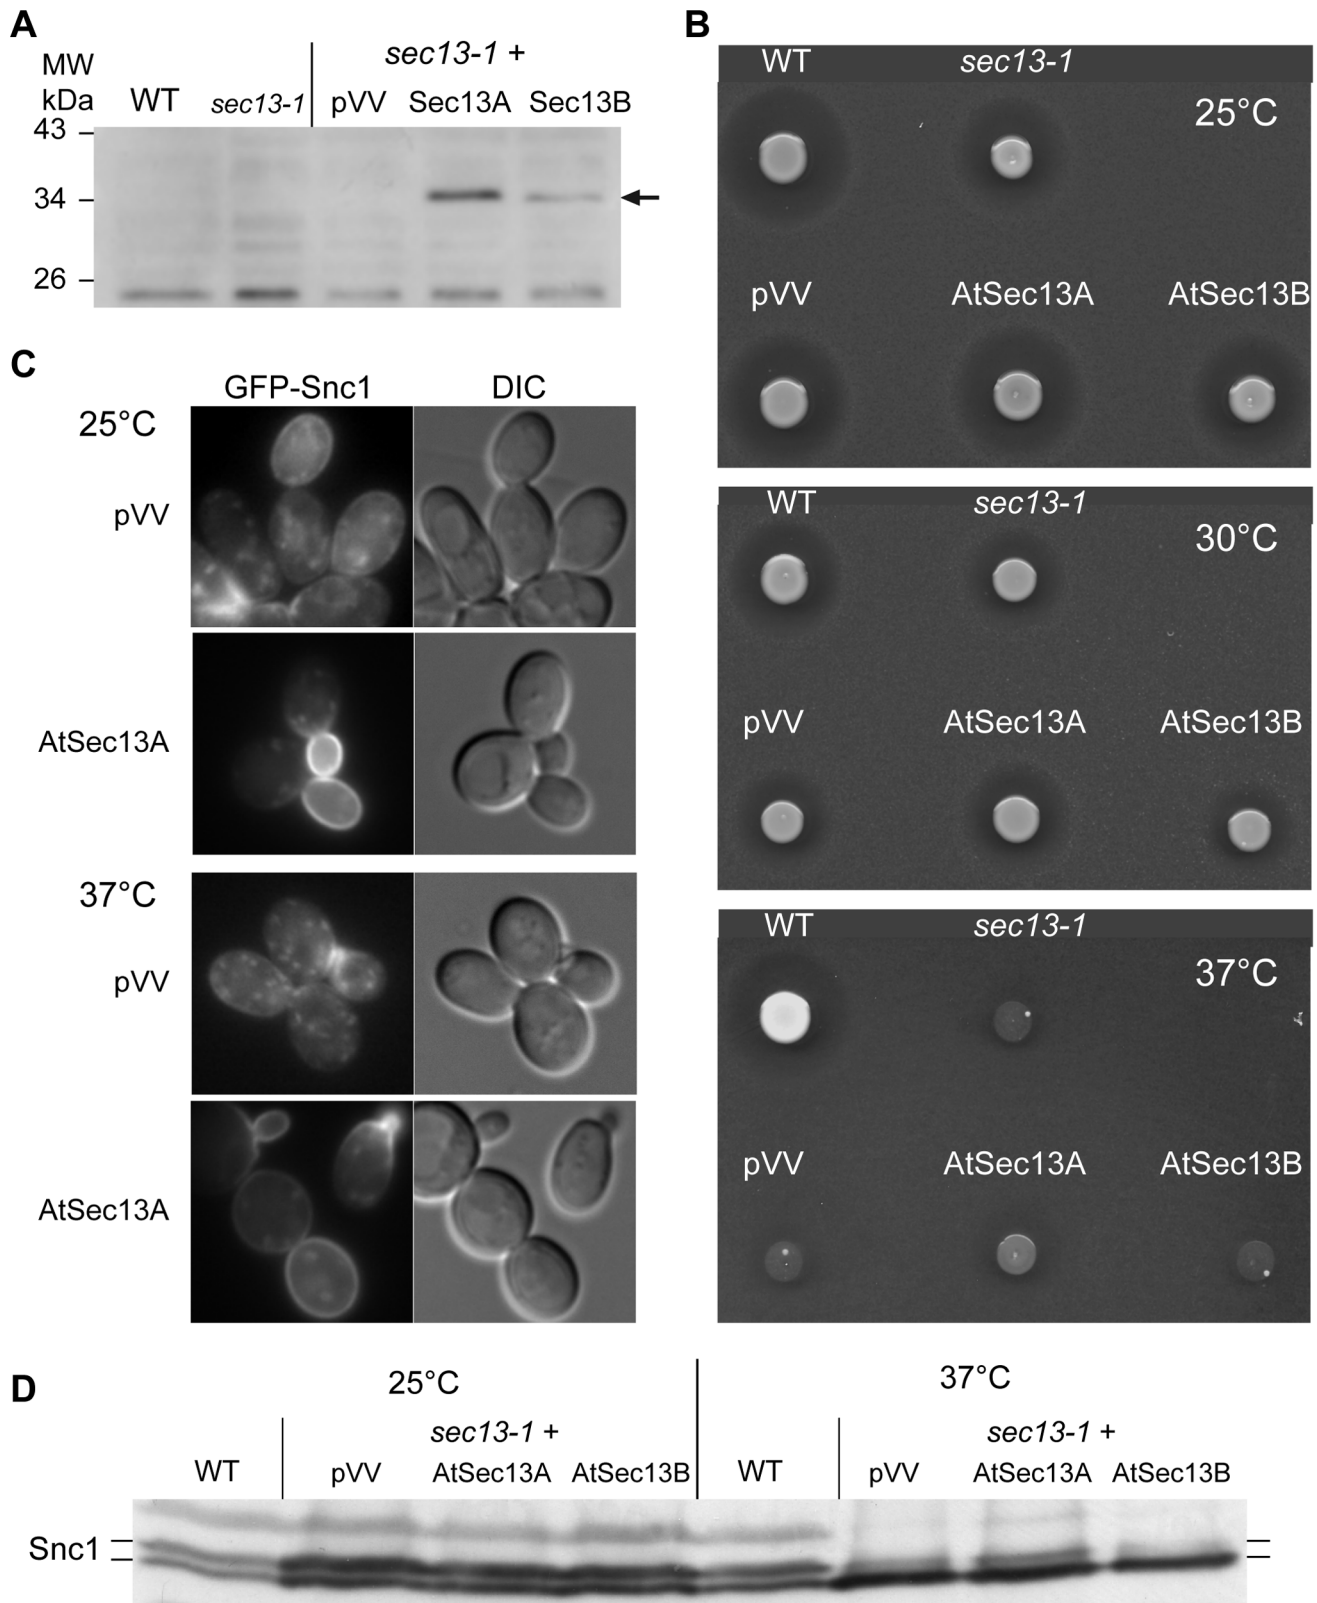 A
MW
kDa
sec13-1 +
WT
sec13-1
pVV
Sec13A
Sec13B
43
34
26
B
WT
sec13-1
25°C
pVV
AtSec13A
AtSec13B
WT
sec13-1
30°C
pVV
AtSec13A
AtSec13B
WT
sec13-1
37°C
pVV
AtSec13A
AtSec13B
C
GFP-Snc1
DIC
25°C
pVV
AtSec13A
37°C
pVV
AtSec13A
D
25°C
37°C
sec13-1 +
sec13-1 +
WT
pVV
AtSec13A
AtSec13B
WT
pVV
AtSec13A
AtSec13B
Snc1